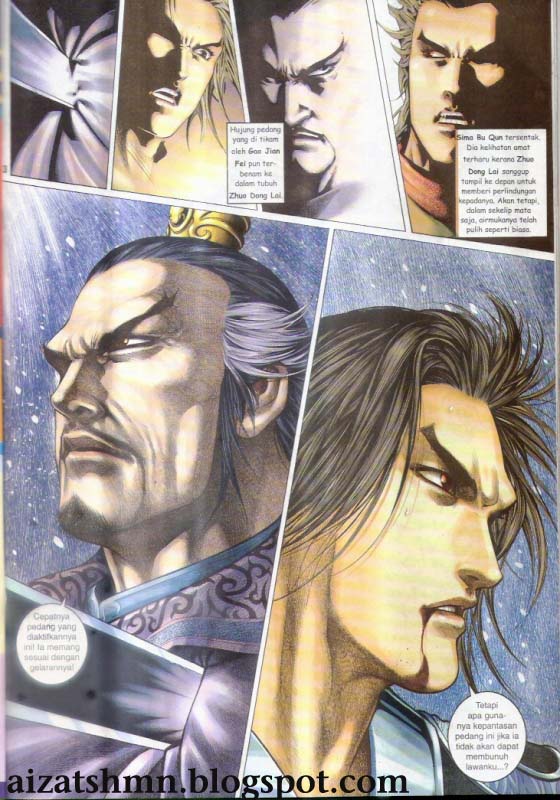 Hujung pedang
yang di tikam
oleh Gao Jian
Fei pun ter-
benam ke
dalam tubuh
Zhuo Dong Lai.
Sima Bu Qun tersentak.
Dia kelihatan amat
terharu kerana Zhuo
Dong Lai sanggup
tampil ke depan untuk
memberi perlindungan
kepadanya. Akan tetapi,
dalam sekelip mata
saja, airmukanya telah
pulih seperti biasa.
Cepatnya
pedang yang
diaktifkannya
ini! Ia memang
sesuai dengan
gelarannya!
Tetapi
apa guna-
nya kepantasan
pedang ini jika ia
tidak akan dapat
membunuh
lawanku...?
aizatshmn.blogspot.com